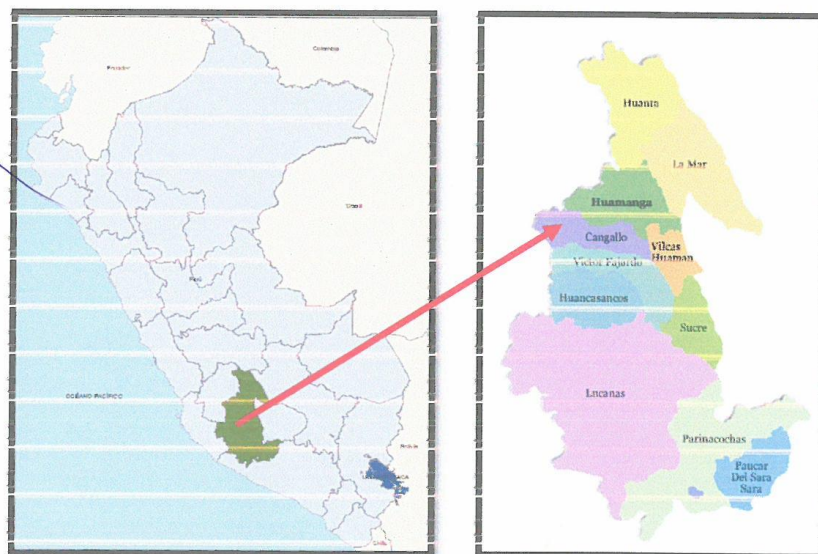 Colombia
Ecuador
Brasil
Perú
OCÉANO PACÍFICO
Bolivia
Chile
Huanta
La Mar
Huamanga
Cangallo
Vilcas
Huaman
Victor Fajardo
Huancasancos
Sucre
Lucanas
Parinacochas
Paucar
Del Sara
Sara